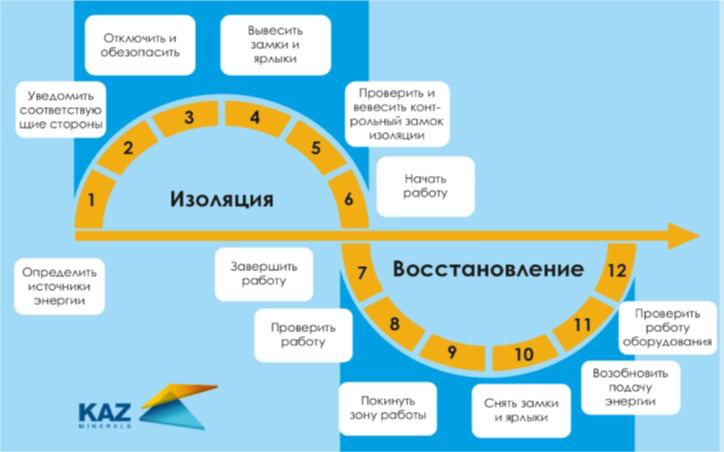 Отключить и
обезопасить
Вывесить
замки и
ярлыки
Уведомить
соответствую
щие стороны
Проверить и
вевесить конт-
рольный замок
изоляции
3
4
2
5
1
6
Изоляция
Начать
работу
Определить
источники
энергии
Завершить
работу
7
Восстановление
12
Проверить
работу
8
11
9
10
Проверить
работу
оборудования
Возобновить
подачу
энергии
Покинуть
зону работы
Снять замки
и ярлыки
KAZ
MINERALS